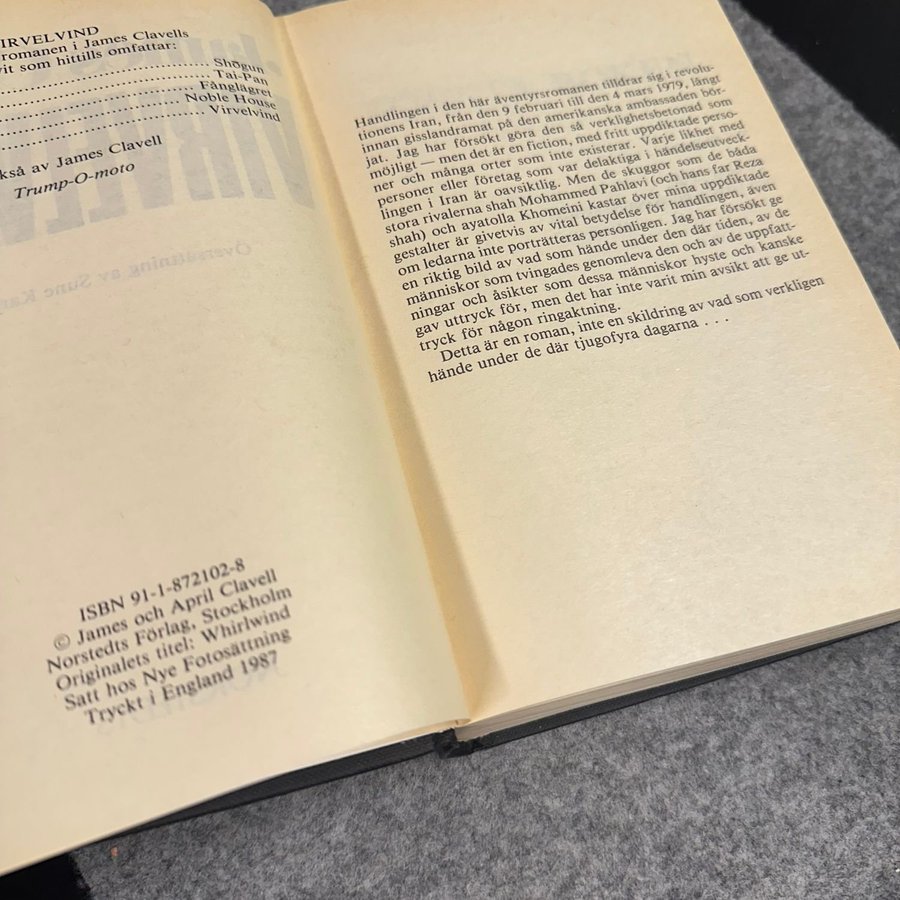 IRVELVIND
romanen i James Clavells
vit som hittills omfattar:
Shōgun
Tai-Pan
Fånglägret
Noble House
Virvelvind
kså av James Clavell
Trump-O-moto
Översättning av Sune Kar
ISBN 91-1-872102-8
© James och April Clavell
Norstedts Förlag, Stockholm
Originalets titel: Whirlwind
Satt hos Nye Fotosättning
Tryckt i England 1987
Handlingen i den här äventyrsromanen tilldrar sig i revolu-
tionens Iran, från den 9 februari till den 4 mars 1979, långt
innan gisslandramat på den amerikanska ambassaden bör-
jat. Jag har försökt göra den så verklighetsbetonad som
möjligt — men det är en fiction, med fritt uppdiktade perso-
ner och många orter som inte existerar. Varje likhet med
personer eller företag som var delaktiga i händelseutveck-
lingen i Iran är oavsiktlig. Men de skuggor som de båda
stora rivalerna shah Mohammed Pahlavi (och hans far Reza
shah) och ayatolla Khomeini kastar över mina uppdiktade
gestalter är givetvis av vital betydelse för handlingen, även
om ledarna inte porträtteras personligen. Jag har försökt ge
en riktig bild av vad som hände under den där tiden, av de
människor som tvingades genomleva den och av de uppfatt-
ningar och åsikter som dessa människor hyste och kanske
gav uttryck för, men det har inte varit min avsikt att ge ut-
tryck för någon ringaktning.
Detta är en roman, inte en skildring av vad som verkligen
hände under de där tjugofyra dagarna . . .